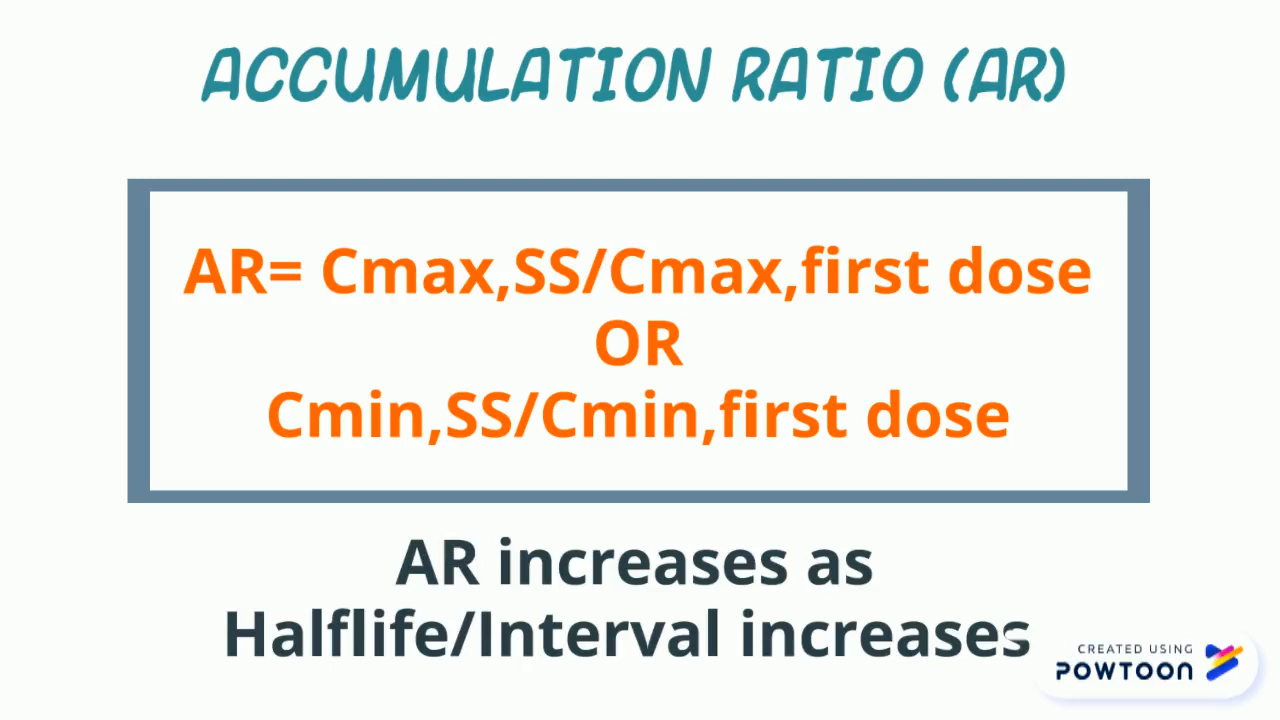 ACCUMULATION RATIO (AR)
AR= Cmax,SS/Cmax,first dose
OR
Cmin,SS/Cmin,first dose
AR increases as
Halflife/Interval increases
CREATED USING
POWTOON